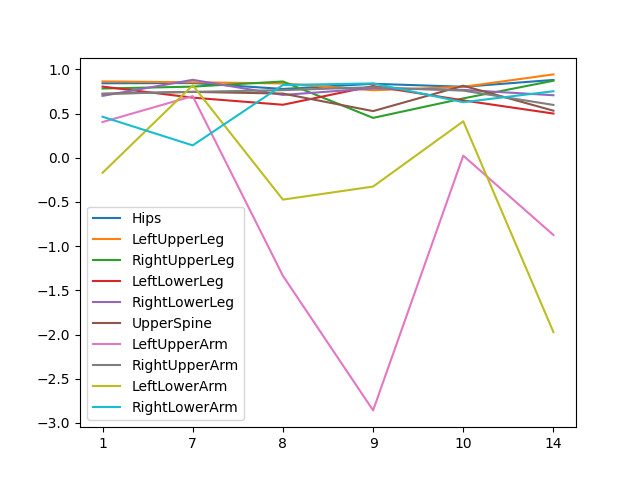 1.0
0.5
0.0
−0.5
−1.0
−1.5
−2.0
−2.5
−3.0
Hips
LeftUpperLeg
RightUpperLeg
LeftLowerLeg
RightLowerLeg
UpperSpine
LeftUpperArm
RightUpperArm
LeftLowerArm
RightLowerArm
1 7 8 9 10 14